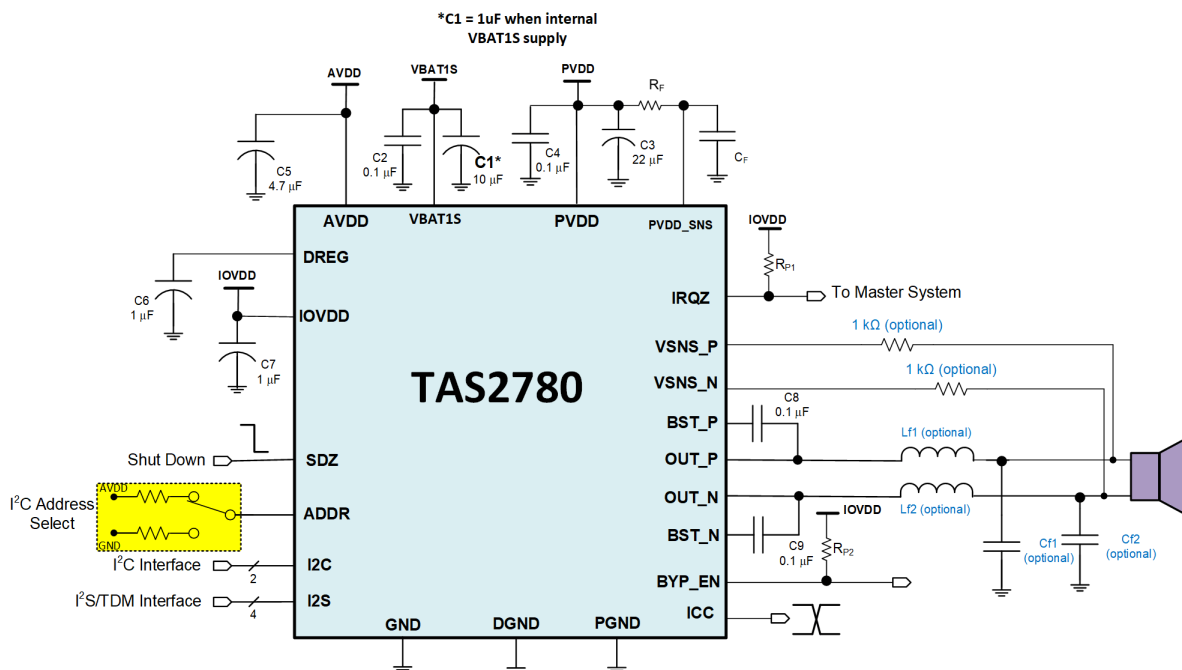 *C1 = 1uF when internal
VBAT1S supply
AVDD
VBAT1S
PVDD
RF
C5
4.7 µF
C2
0.1 µF
C1*
10 µF
C4
0.1 µF
C3
22 µF
CF
AVDD
VBAT1S
PVDD
PVDD_SNS
IOVDD
RP1
DREG
C6
1 µF
IOVDD
IOVDD
C7
1 µF
IRQZ
To Master System
1 kΩ (optional)
VSNS_P
1 kΩ (optional)
VSNS_N
TAS2780
C8
0.1 µF
BST_P
Lf1 (optional)
Shut Down
SDZ
OUT_P
I²C Address
Select
AVDD
GND
ADDR
OUT_N
Lf2 (optional)
IOVDD
BST_N
C9
0.1 µF
RP2
Cf1
(optional)
Cf2
(optional)
I²C Interface
2
I2C
BYP_EN
I²S/TDM Interface
4
I2S
ICC
GND
DGND
PGND